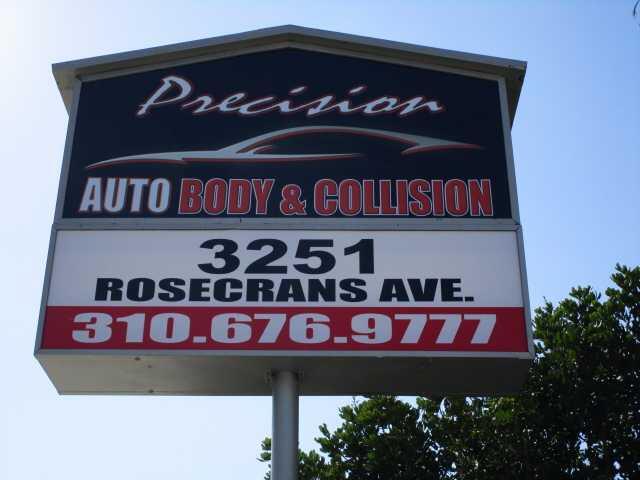 Precision
AUTO BODY & COLLISION
3251
ROSECRANS AVE.
310.676.9777